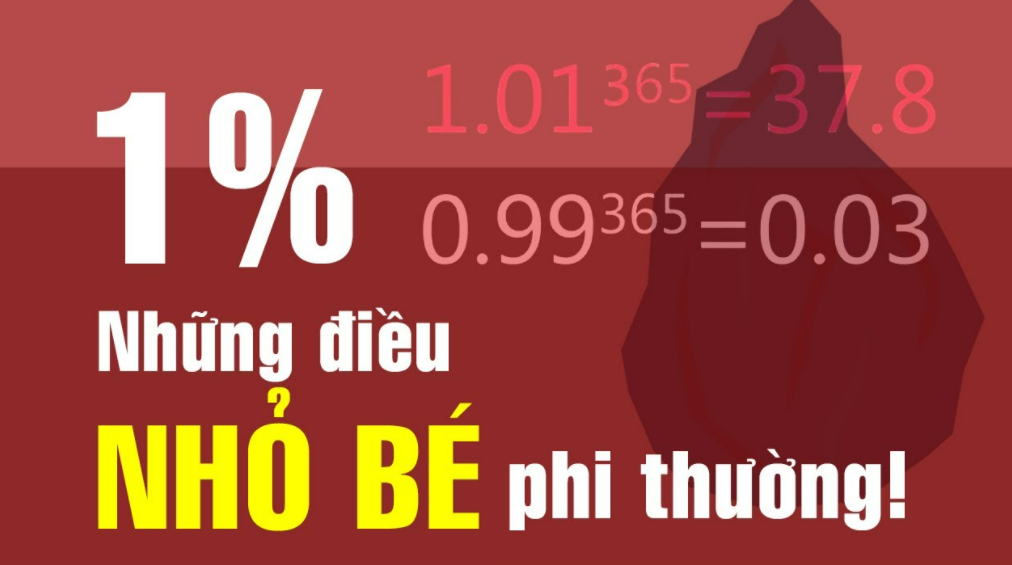 1%
1.01³⁶⁵=37.8
0.99³⁶⁵=0.03
Những điều
NHỎ BÉ phi thường!